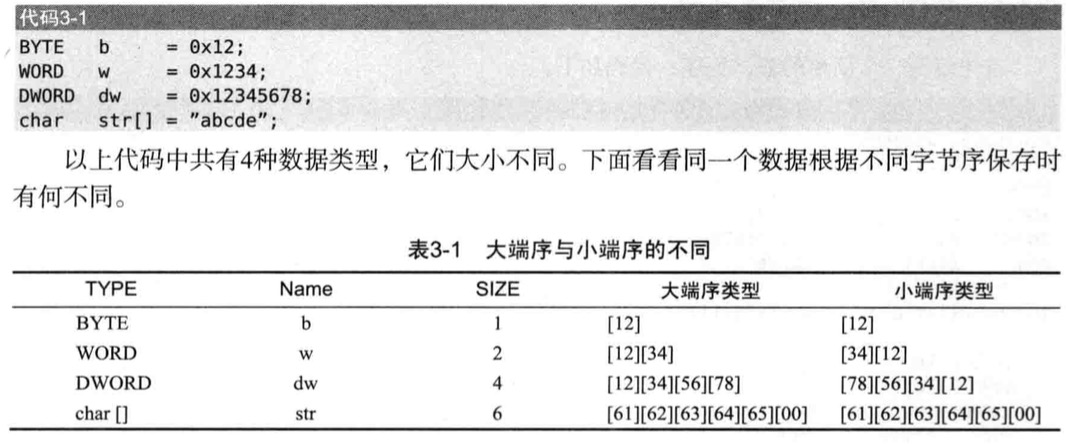 代码3-1
BYTE b = 0x12;
WORD w = 0x1234;
DWORD dw = 0x12345678;
char str[] = ”abcde”;
以上代码中共有4种数据类型，它们大小不同。下面看看同一个数据根据不同字节序保存时
有何不同。
表3-1 大端序与小端序的不同
TYPE Name SIZE 大端序类型 小端序类型
BYTE b 1 [12] [12]
WORD w 2 [12][34] [34][12]
DWORD dw 4 [12][34][56][78] [78][56][34][12]
char [] str 6 [61][62][63][64][65][00] [61][62][63][64][65][00]